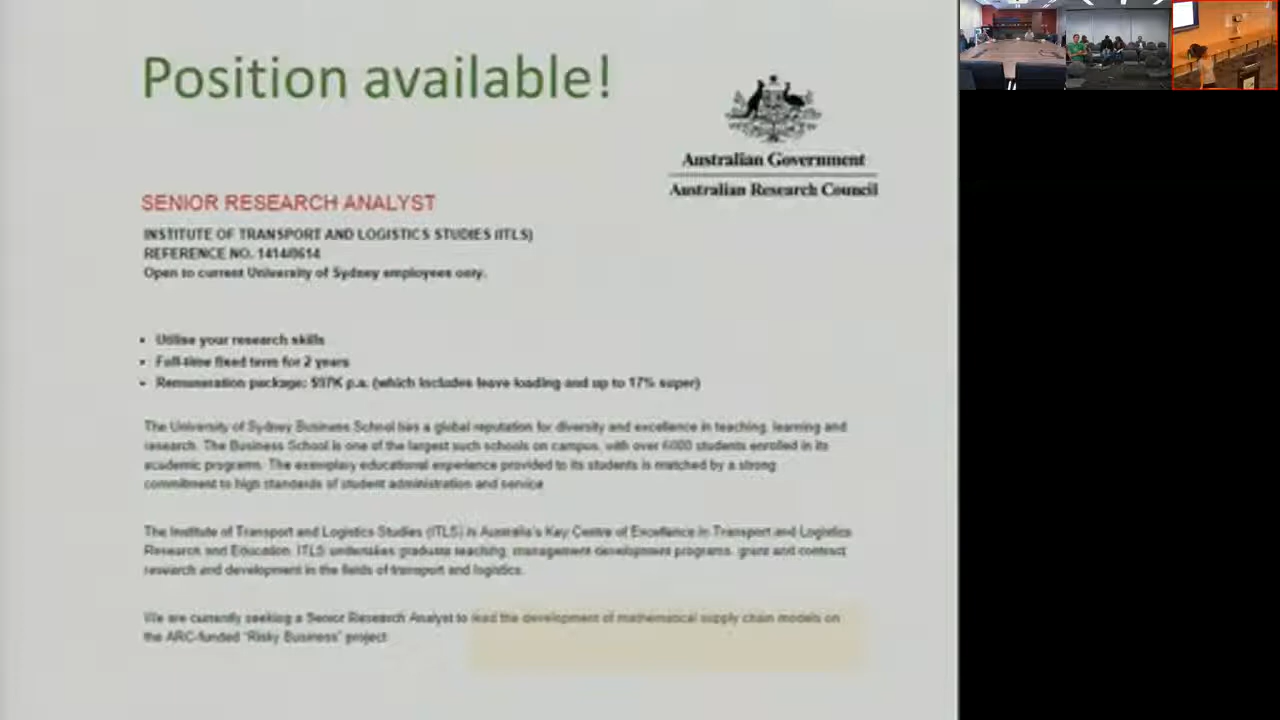 Position available!
Australian Government
Australian Research Council
SENIOR RESEARCH ANALYST
INSTITUTE OF TRANSPORT AND LOGISTICS STUDIES (ITLS)
REFERENCE NO. 1414/0614
Open to current University of Sydney employees only.
• Utilise your research skills
• Full-time fixed term for 2 years
• Remuneration package: $97K p.a. (which includes leave loading and up to 17% super)
The University of Sydney Business School has a global reputation for diversity and excellence in teaching, learning and
research. The Business School is one of the largest such schools on campus, with over 6000 students enrolled in its
academic programs. The exemplary educational experience provided to its students is matched by a strong
commitment to high standards of student administration and service
The Institute of Transport and Logistics Studies (ITLS) is Australia's Key Centre of Excellence in Transport and Logistics
Research and Education. ITLS undertakes graduate teaching, management development programs, grant and contract
research and development in the fields of transport and logistics.
We are currently seeking a Senior Research Analyst to lead the development of mathematical supply chain models on
the ARC-funded "Risky Business" project